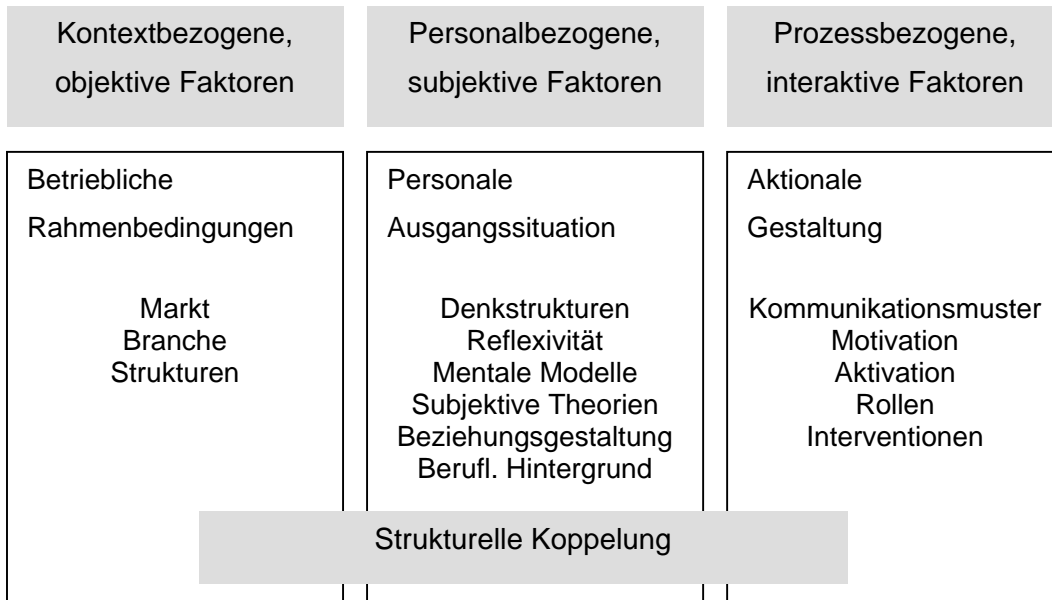 Kontextbezogene,
objektive Faktoren
Personalbezogene,
subjektive Faktoren
Prozessbezogene,
interaktive Faktoren
Betriebliche
Rahmenbedingungen
Markt
Branche
Strukturen
Personale
Ausgangssituation
Denkstrukturen
Reflexivität
Mentale Modelle
Subjektive Theorien
Beziehungsgestaltung
Berufl. Hintergrund
Aktionale
Gestaltung
Kommunikationsmuster
Motivation
Aktivation
Rollen
Interventionen
Strukturelle Koppelung